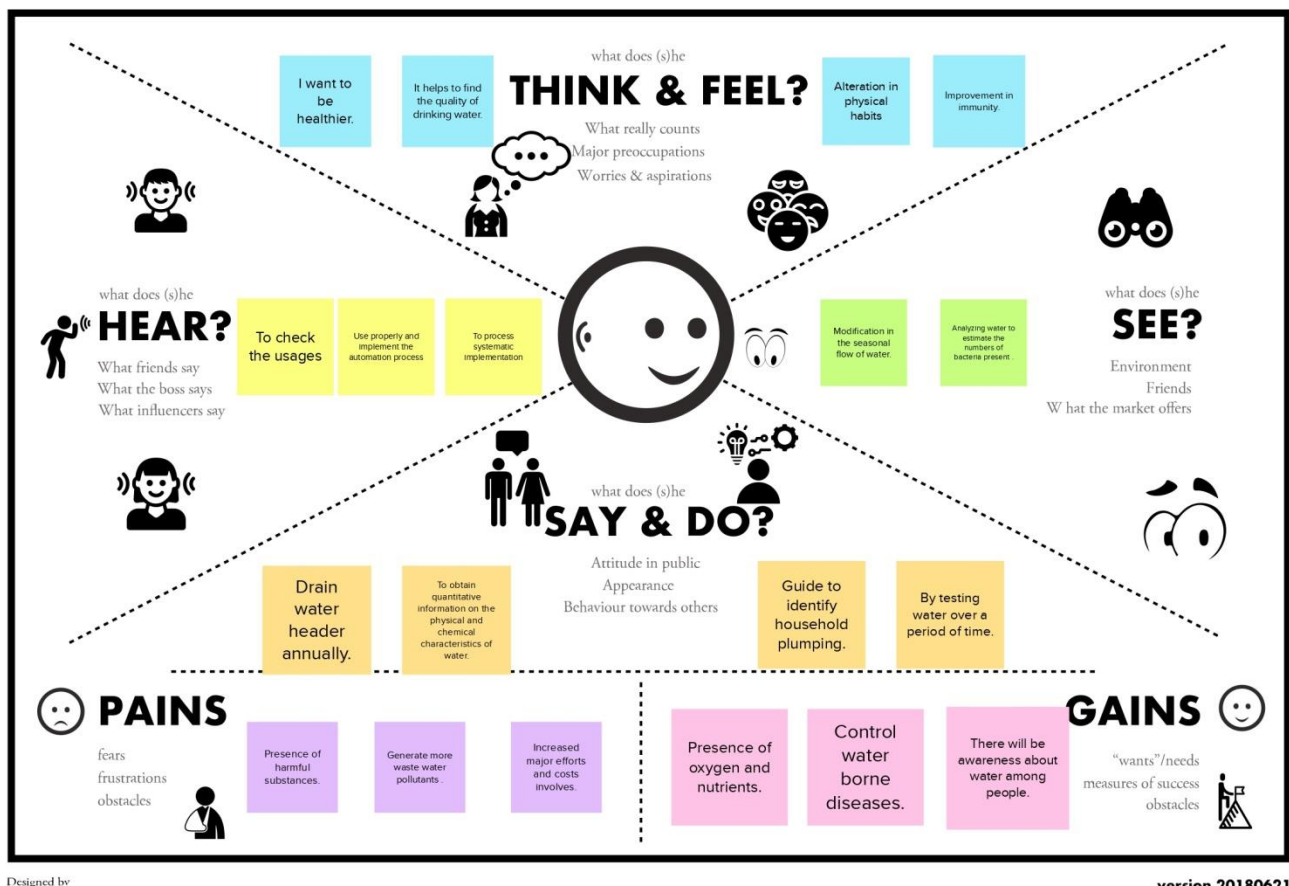 what does (s)he
THINK & FEEL?
What really counts
Major preoccupations
Worries & aspirations
I want to
be
healthier.
It helps to find
the quality of
drinking water.
Alteration in
physical
habits
Improvement in
immunity.
what does (s)he
HEAR?
What friends say
What the boss says
What influencers say
To check
the usages
Use properly and
implement the
automation process
To process
systematic
implementation
Modification in
the seasonal
flow of water.
Analyzing water to
estimate the
numbers of
bacteria present .
what does (s)he
SEE?
Environment
Friends
W hat the market offers
what does (s)he
SAY & DO?
Attitude in public
Appearance
Behaviour towards others
Drain
water
header
annually.
To obtain
quantitative
information on the
physical and
chemical
characteristics of
water.
Guide to
identify
household
plumping.
By testing
water over a
period of time.
PAINS
fears
frustrations
obstacles
Presence of
harmful
substances.
Generate more
waste water
pollutants .
Increased
major efforts
and costs
involves.
Presence of
oxygen and
nutrients.
Control
water
borne
diseases.
There will be
awareness about
water among
people.
GAINS
“wants”/needs
measures of success
obstacles
Designed by
version 20180621